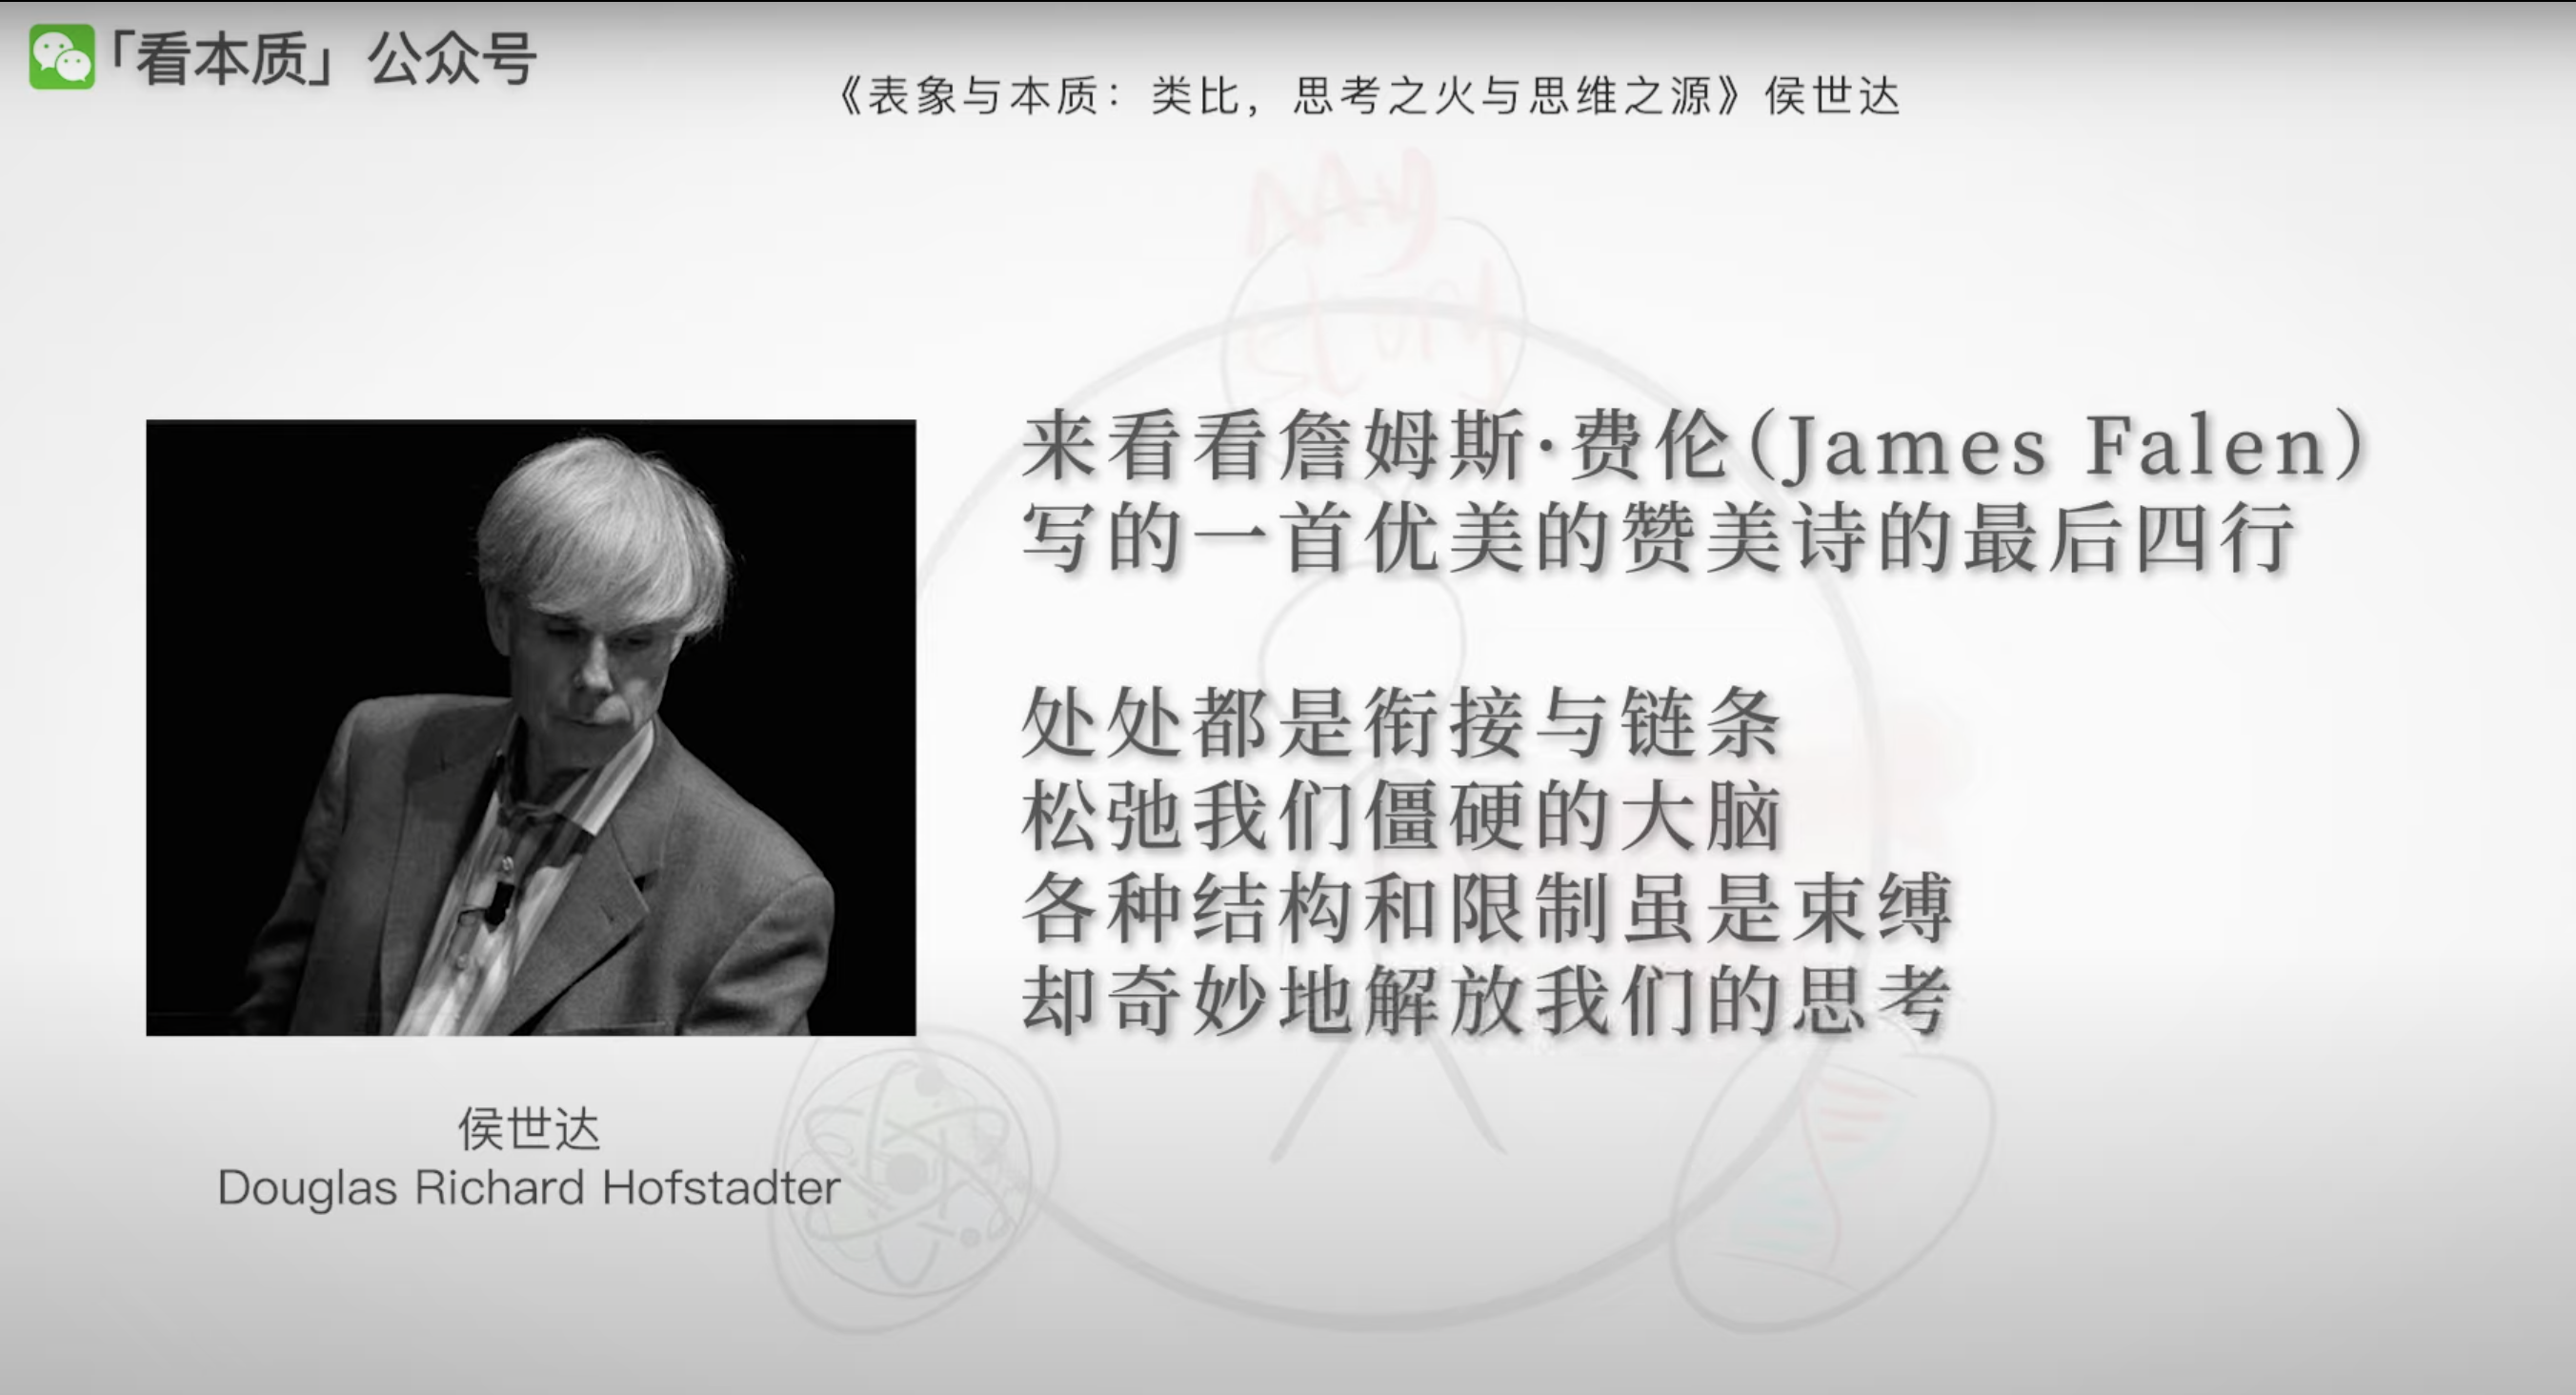 「看本质」公众号
《表象与本质：类比，思考之火与思维之源》侯世达
来看看詹姆斯·费伦（James Falen）
写的一首优美的赞美诗的最后四行
处处都是衔接与链条
松弛我们僵硬的大脑
各种结构和限制虽是束缚
却奇妙地解放我们的思考
侯世达
Douglas Richard Hofstadter